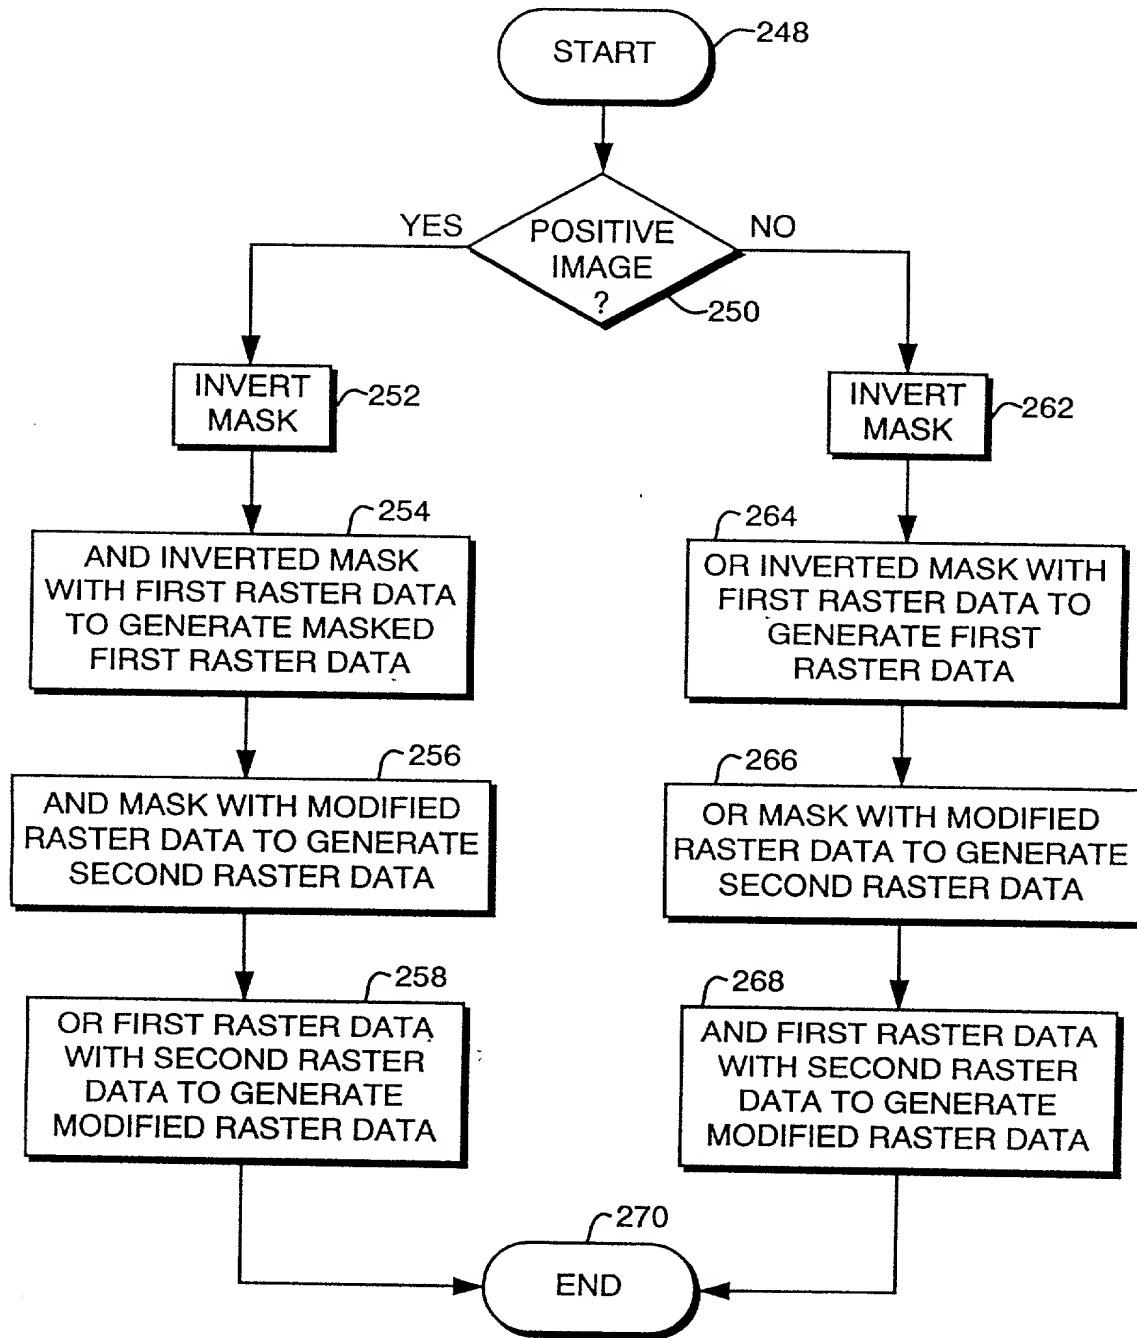 START
248
POSITIVE
IMAGE
?
250
YES
NO
INVERT
MASK
252
254
AND INVERTED MASK
WITH FIRST RASTER DATA
TO GENERATE MASKED
FIRST RASTER DATA
256
AND MASK WITH MODIFIED
RASTER DATA TO GENERATE
SECOND RASTER DATA
258
OR FIRST RASTER DATA
WITH SECOND RASTER
DATA TO GENERATE
MODIFIED RASTER DATA
INVERT
MASK
262
264
OR INVERTED MASK WITH
FIRST RASTER DATA TO
GENERATE FIRST
RASTER DATA
266
OR MASK WITH MODIFIED
RASTER DATA TO GENERATE
SECOND RASTER DATA
268
AND FIRST RASTER DATA
WITH SECOND RASTER
DATA TO GENERATE
MODIFIED RASTER DATA
270
END